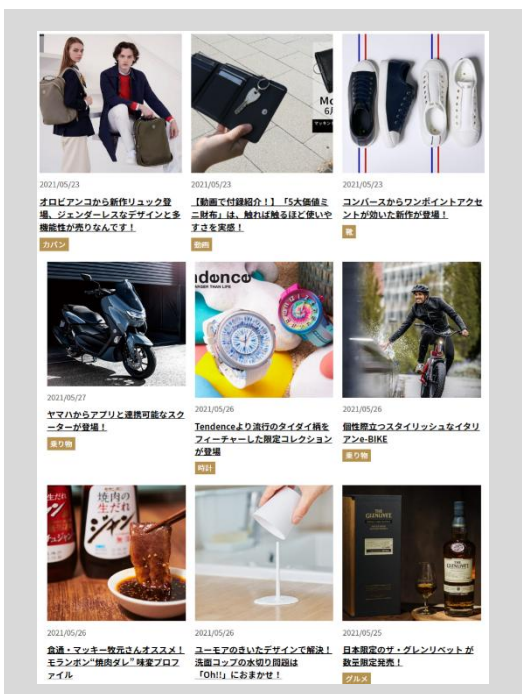 2021/05/23
オロビアンコから新作リュック登
場、ジェンダーレスなデザインと多
機能性が売りなんです！
カバン
2021/05/23
【動画で付録紹介！】「5大価値ミ
ニ財布」は、触れば触るほど使いや
すさを実感！
動画
2021/05/23
コンバースからワンポイントアクセ
ントが効いた新作が登場！
靴
2021/05/27
ヤマハからアプリと連携可能なスク
ーターが登場！
乗り物
ndence
2021/05/26
Tendenceより流行のタイダイ柄を
フィーチャーした限定コレクション
が登場
時計
2021/05/26
個性際立つスタイリッシュなイタリ
アンe-BIKE
乗り物
焼肉の
生だれ
ジャン
2021/05/26
食通・マッキー牧元さんオススメ！
モランボン“焼肉ダレ” 味変プロフ
ァイル
2021/05/26
ユーモアのきいたデザインで解決！
洗面コップの水切り問題は
「Oh!!」におまかせ！
THE
GLENLIVET
2021/05/25
日本限定のザ・グレンリベット が
数量限定発売！
グルメ